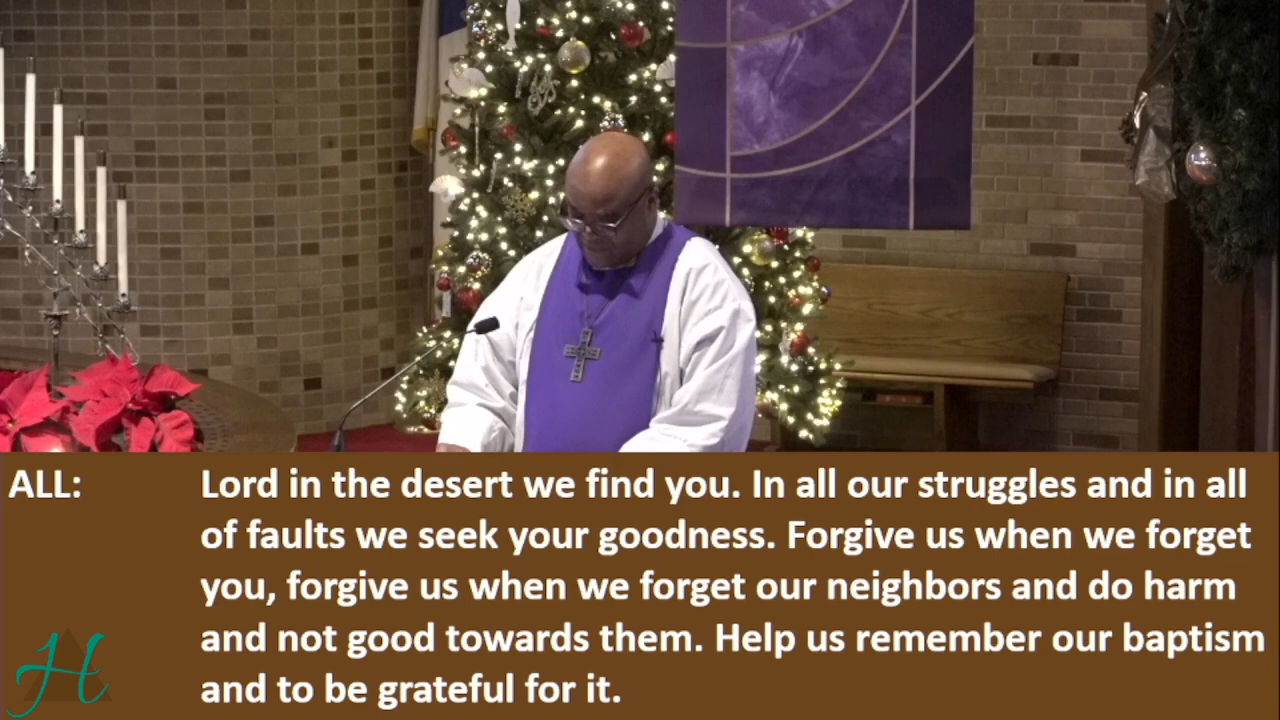 ALL: Lord in the desert we find you. In all our struggles and in all
of faults we seek your goodness. Forgive us when we forget
you, forgive us when we forget our neighbors and do harm
and not good towards them. Help us remember our baptism
and to be grateful for it.
H